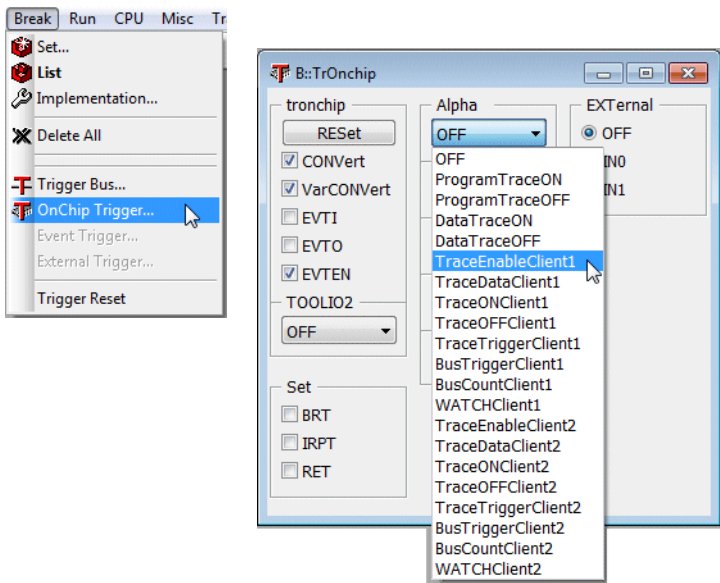 Break Run CPU Misc Tr
Set...
List
Implementation...
Delete All
Trigger Bus...
OnChip Trigger...
Event Trigger...
External Trigger...
Trigger Reset
B::TrOnchip
tronchip
RESet
CONVert
VarCONVert
EVTI
EVTO
EVTEN
TOOLIO2
OFF
Set
BRT
IRPT
RET
Alpha
OFF
OFF
ProgramTraceON
ProgramTraceOFF
DataTraceON
DataTraceOFF
TraceEnableClient1
TraceDataClient1
TraceONClient1
TraceOFFClient1
TraceTriggerClient1
BusTriggerClient1
BusCountClient1
WATCHClient1
TraceEnableClient2
TraceDataClient2
TraceONClient2
TraceOFFClient2
TraceTriggerClient2
BusTriggerClient2
BusCountClient2
WATCHClient2
EXTernal
OFF
IN0
IN1